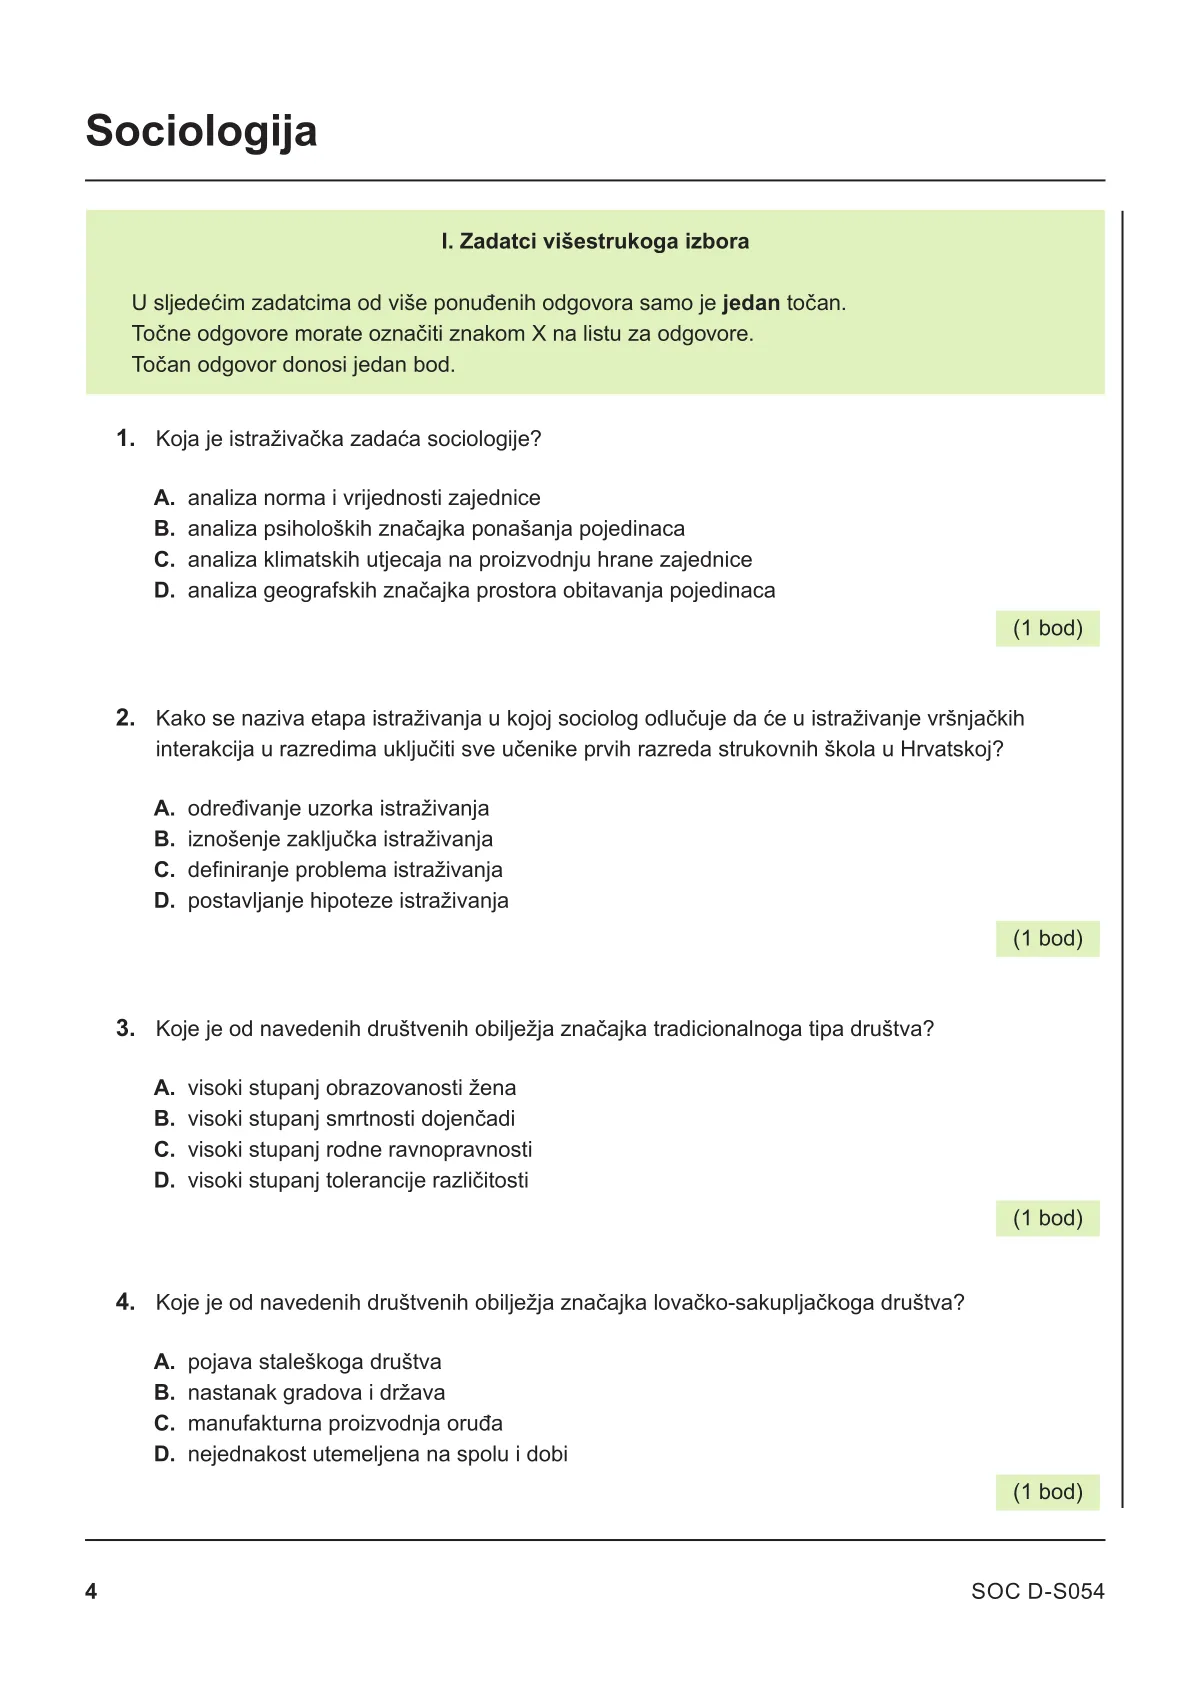 Sociologija
I. Zadatci višestrukoga izbora
U sljedećim zadatcima od više ponuđenih odgovora samo je jedan točan.
Točne odgovore morate označiti znakom X na listu za odgovore.
Točan odgovor donosi jedan bod.
1. Koja je istraživačka zadaća sociologije?
A. analiza norma i vrijednosti zajednice
B. analiza psiholoških značajka ponašanja pojedinaca
C. analiza klimatskih utjecaja na proizvodnju hrane zajednice
D. analiza geografskih značajka prostora obitavanja pojedinaca
(1 bod)
2. Kako se naziva etapa istraživanja u kojoj sociolog odlučuje da će u istraživanje vršnjačkih
interakcija u razredima uključiti sve učenike prvih razreda strukovnih škola u Hrvatskoj?
A. određivanje uzorka istraživanja
B. iznošenje zaključka istraživanja
C. definiranje problema istraživanja
D. postavljanje hipoteze istraživanja
(1 bod)
3. Koje je od navedenih društvenih obilježja značajka tradicionalnoga tipa društva?
A. visoki stupanj obrazovanosti žena
B. visoki stupanj smrtnosti dojenčadi
C. visoki stupanj rodne ravnopravnosti
D. visoki stupanj tolerancije različitosti
(1 bod)
4. Koje je od navedenih društvenih obilježja značajka lovačko-sakupljačkoga društva?
A. pojava staleškoga društva
B. nastanak gradova i država
C. manufakturna proizvodnja oruđa
D. nejednakost utemeljena na spolu i dobi
(1 bod)
4
SOC D-S054